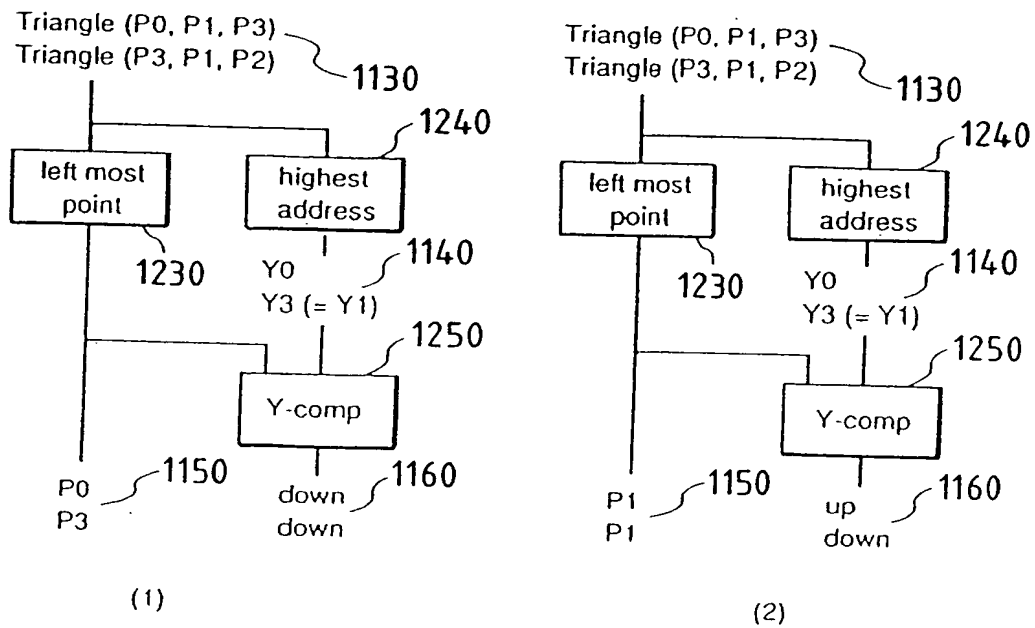 Triangle (P0, P1, P3)
Triangle (P3, P1, P2)
1130
1240
left most
point
highest
address
1230
Y0
Y3 (= Y1)
1140
1250
Y-comp
P0
P3
1150
down
down
1160
(1)
Triangle (P0, P1, P3)
Triangle (P3, P1, P2)
1130
1240
left most
point
highest
address
1230
Y0
Y3 (= Y1)
1140
1250
Y-comp
P1
P1
1150
up
down
1160
(2)